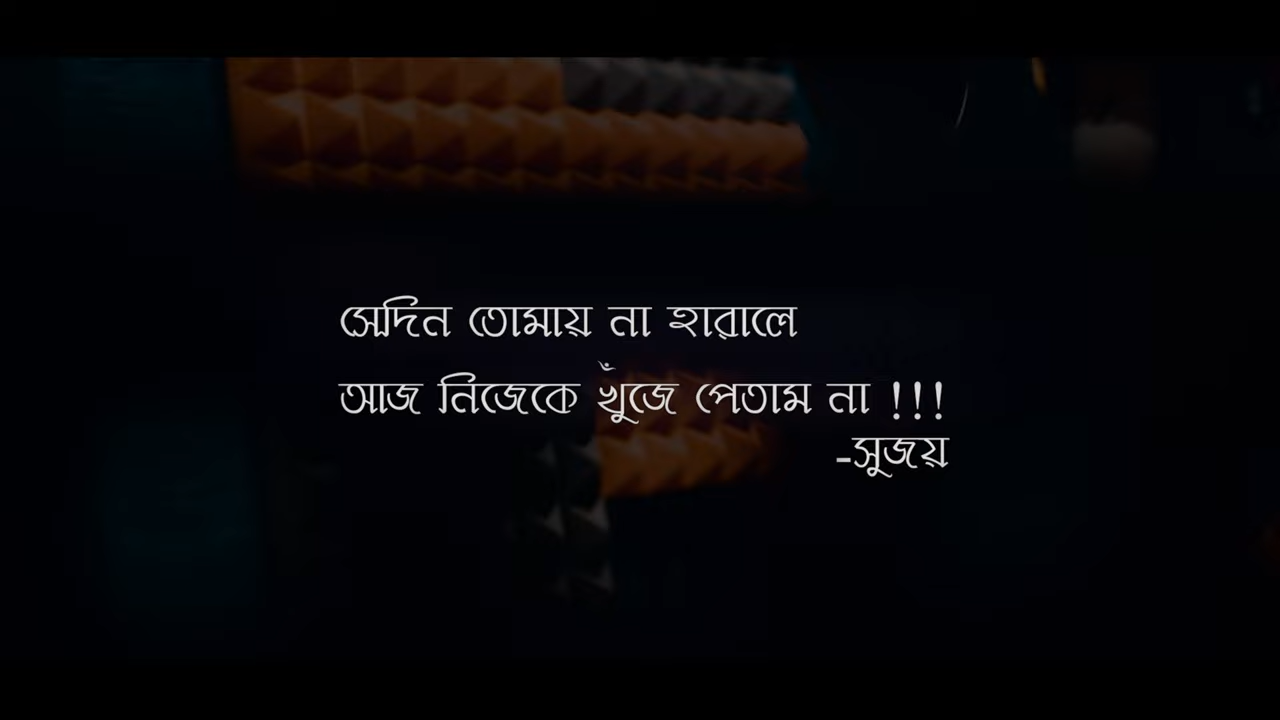 সেদিন তোমায় না হারালে
আজ নিজেকে খুঁজে পেতাম না !!!
-সুজয়